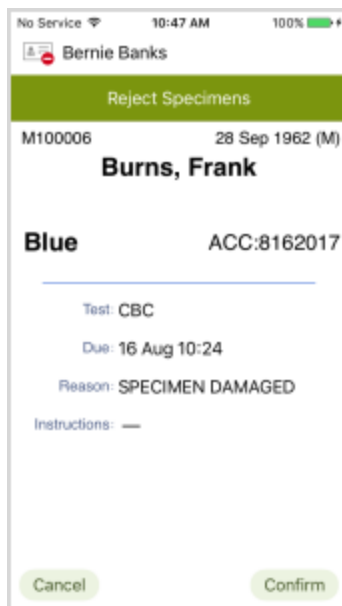 No Service 10:47 AM 100%
Bernie Banks
Reject Specimens
M100006 28 Sep 1962 (M)
Burns, Frank
Blue ACC:8162017
Test: CBC
Due: 16 Aug 10:24
Reason: SPECIMEN DAMAGED
Instructions: —
Cancel Confirm